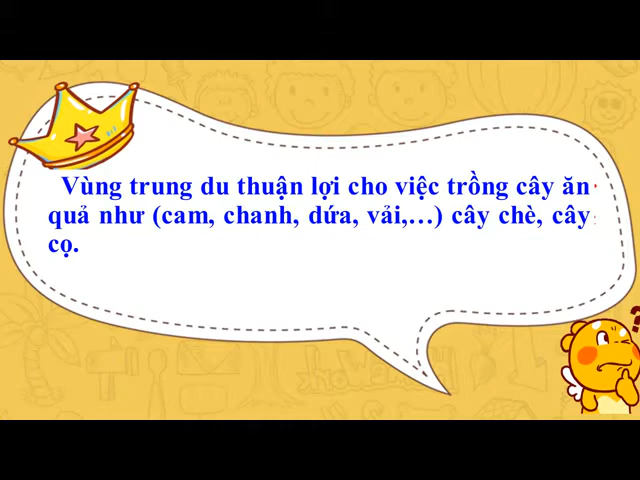 Vùng trung du thuận lợi cho việc trồng cây ăn
quả như (cam, chanh, dứa, vải,…) cây chè, cây
cọ.